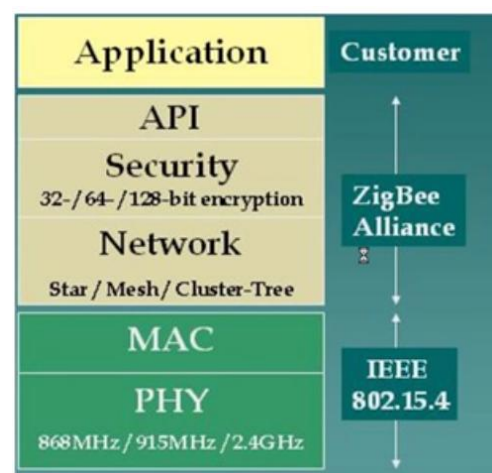 Application
Customer
API
Security
32-/64-/128-bit encryption
Network
Star / Mesh/ Cluster-Tree
ZigBee
Alliance
MAC
PHY
868MHz / 915MHz / 2.4GHz
IEEE
802.15.4